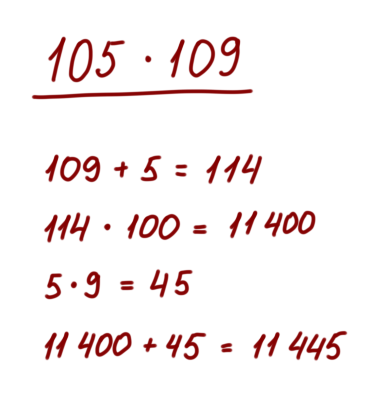 105 · 109
109 + 5 = 114
114 · 100 = 11 400
5 · 9 = 45
11 400 + 45 = 11 445